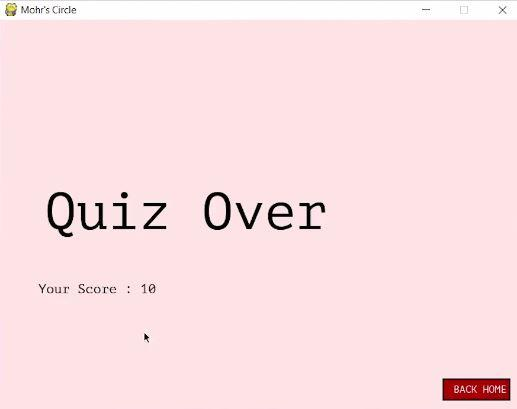 Mohr's Circle
Quiz Over
Your Score : 10
BACK HOME